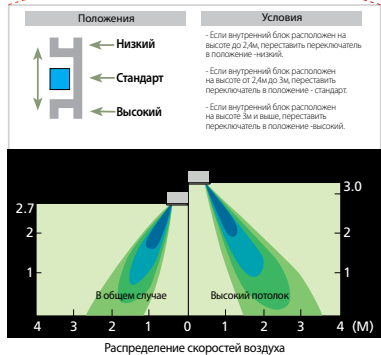 Положения
Условия
Низкий
Стандарт
Высокий
- Если внутренний блок расположен на
высоте до 2,4м, переставить переключатель
в положение -низкий.
- Если внутренний блок расположен
на высоте от 2,4м до 3м, переставить
переключатель в положение - стандарт.
- Если внутренний блок расположен
на высоте 3м и выше, переставить
переключатель в положение -высокий.
2.7
2
1
3.0
2
1
В общем случае
Высокий потолок
4 3 2 1 0 1 2 3 4 (М)
Распределение скоростей воздуха